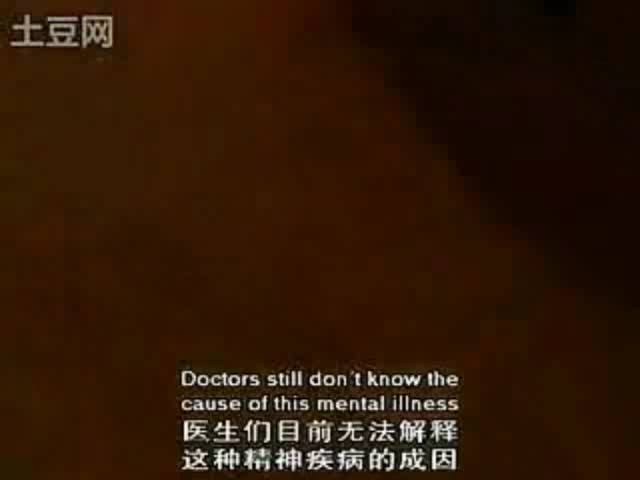 土豆网
Doctors still don't know the
cause of this mental illness
医生们目前无法解释
这种精神疾病的成因